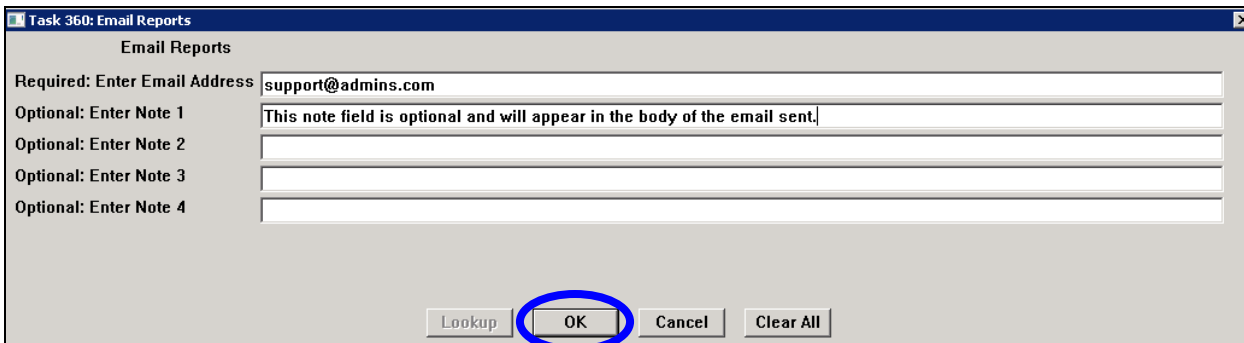 Task 360: Email Reports
Email Reports
Required: Enter Email Address support@admins.com
Optional: Enter Note 1 This note field is optional and will appear in the body of the email sent.
Optional: Enter Note 2
Optional: Enter Note 3
Optional: Enter Note 4
Lookup OK Cancel Clear All